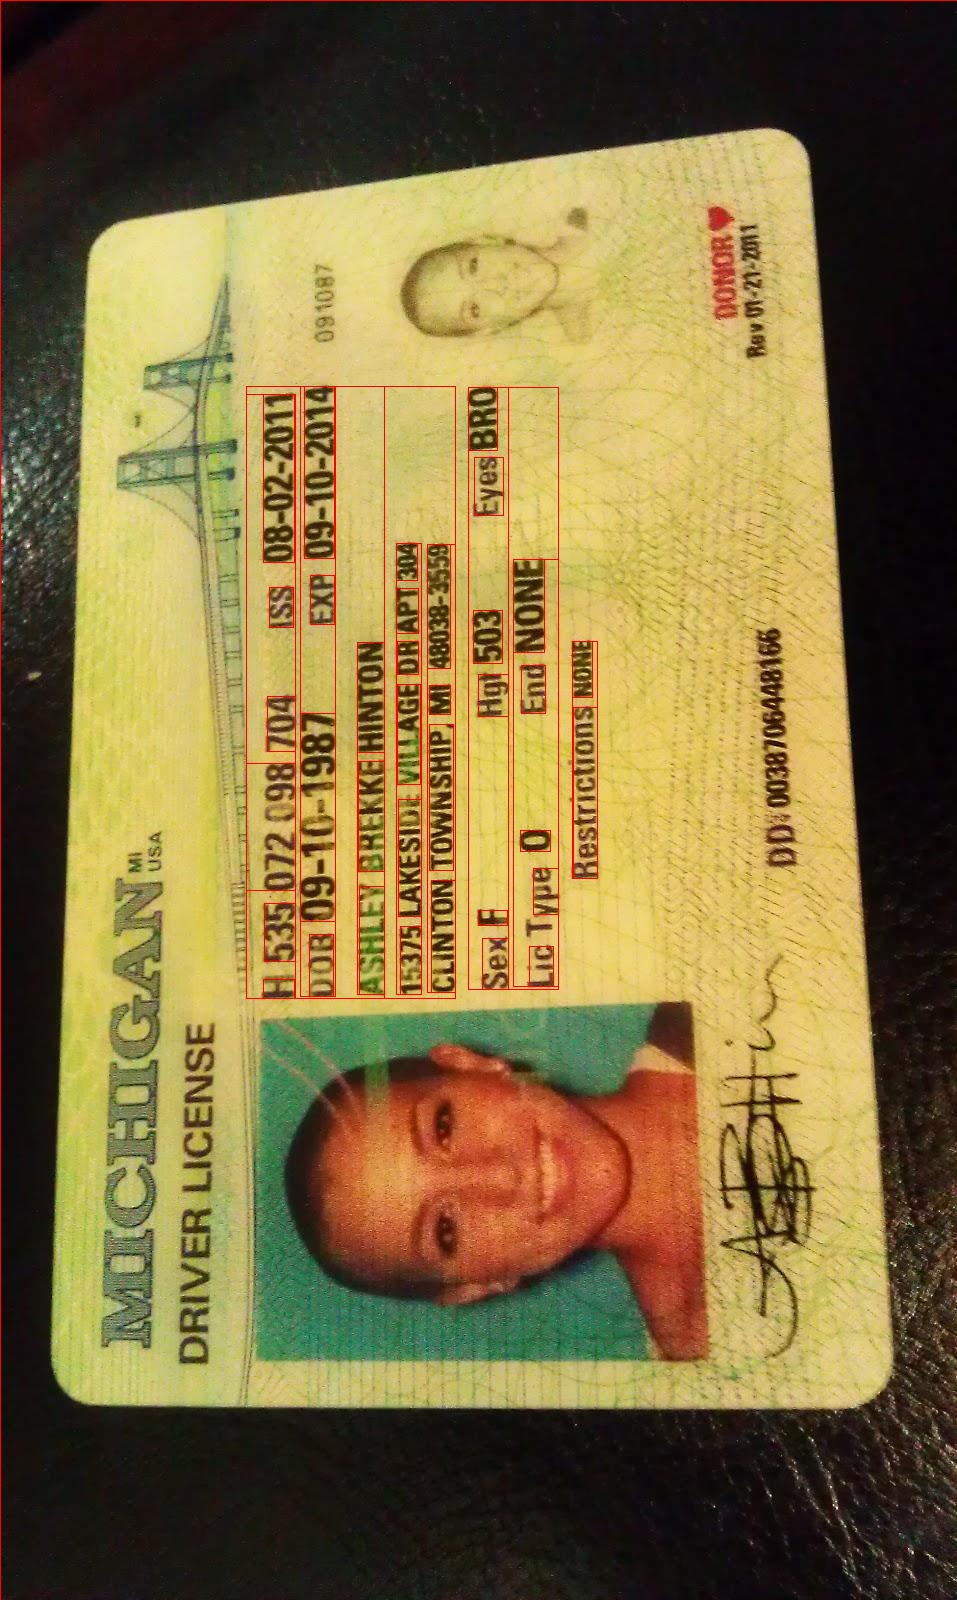 MICHIGAN MI
USA
DRIVER LICENSE
H 535 072 098 704 ISS 08-02-2011
DOB 09-10-1987 EXP 09-10-2014
091087
ASHLEY BREKKE HINTON
15375 LAKESIDE VILLAGE DR APT 304
CLINTON TOWNSHIP, MI 48038-3559
Sex F Hgt 503 Eyes BRO
Lic Type O End NONE
Restrictions NONE
DONOR
DD: 0038706448166
Rev 01-21-2011